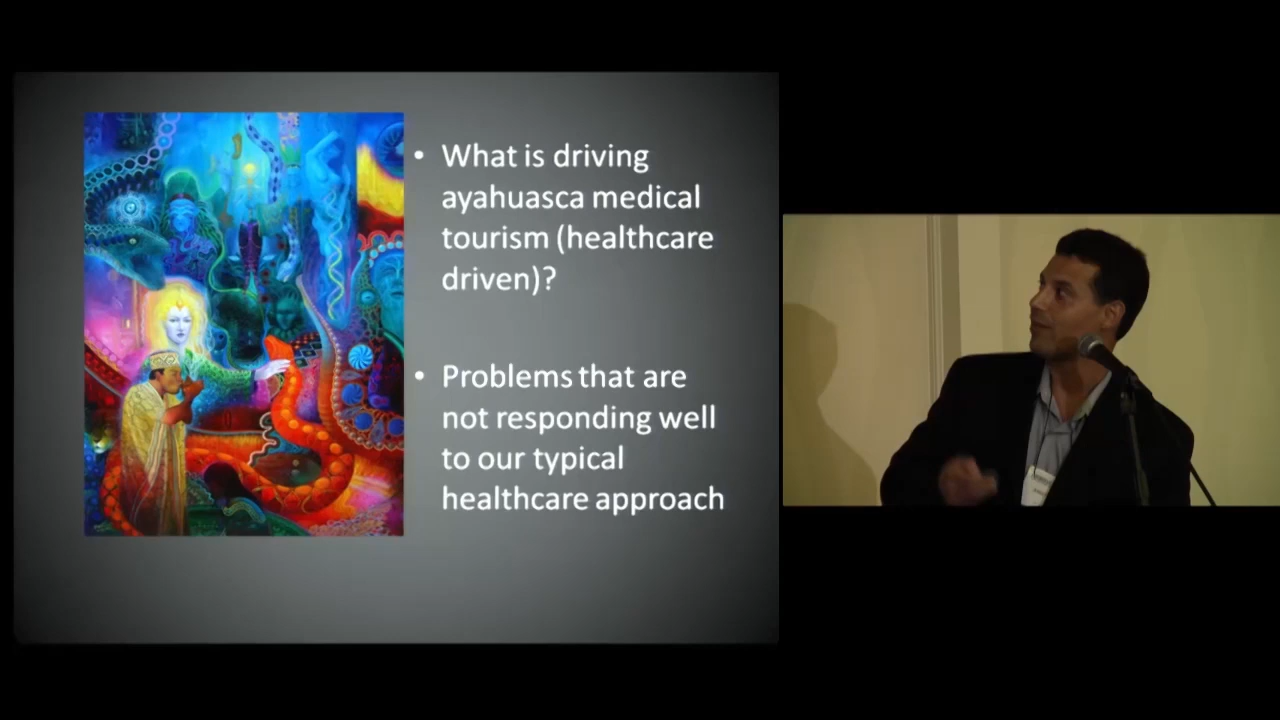 • What is driving
ayahuasca medical
tourism (healthcare
driven)?
• Problems that are
not responding well
to our typical
healthcare approach